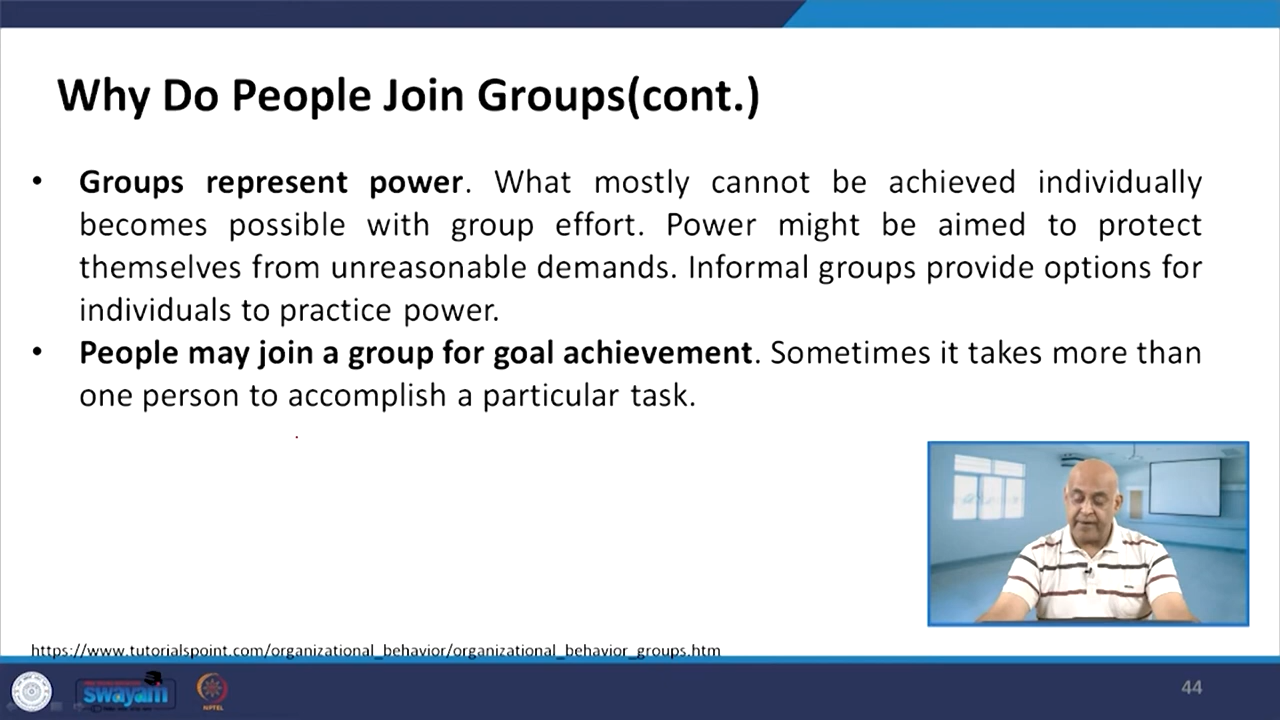 Why Do People Join Groups(cont.)
• Groups represent power. What mostly cannot be achieved individually
becomes possible with group effort. Power might be aimed to protect
themselves from unreasonable demands. Informal groups provide options for
individuals to practice power.
• People may join a group for goal achievement. Sometimes it takes more than
one person to accomplish a particular task.
https://www.tutorialspoint.com/organizational_behavior/organizational_behavior_groups.htm
swayam
NPTEL
44